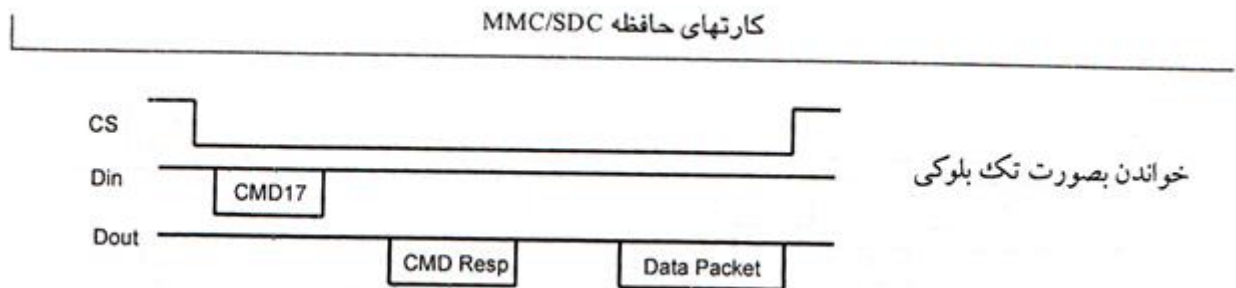 کارتهای حافظه MMC/SDC
CS
Din
CMD17
خواندن بصورت تک بلوکی
Dout
CMD Resp
Data Packet